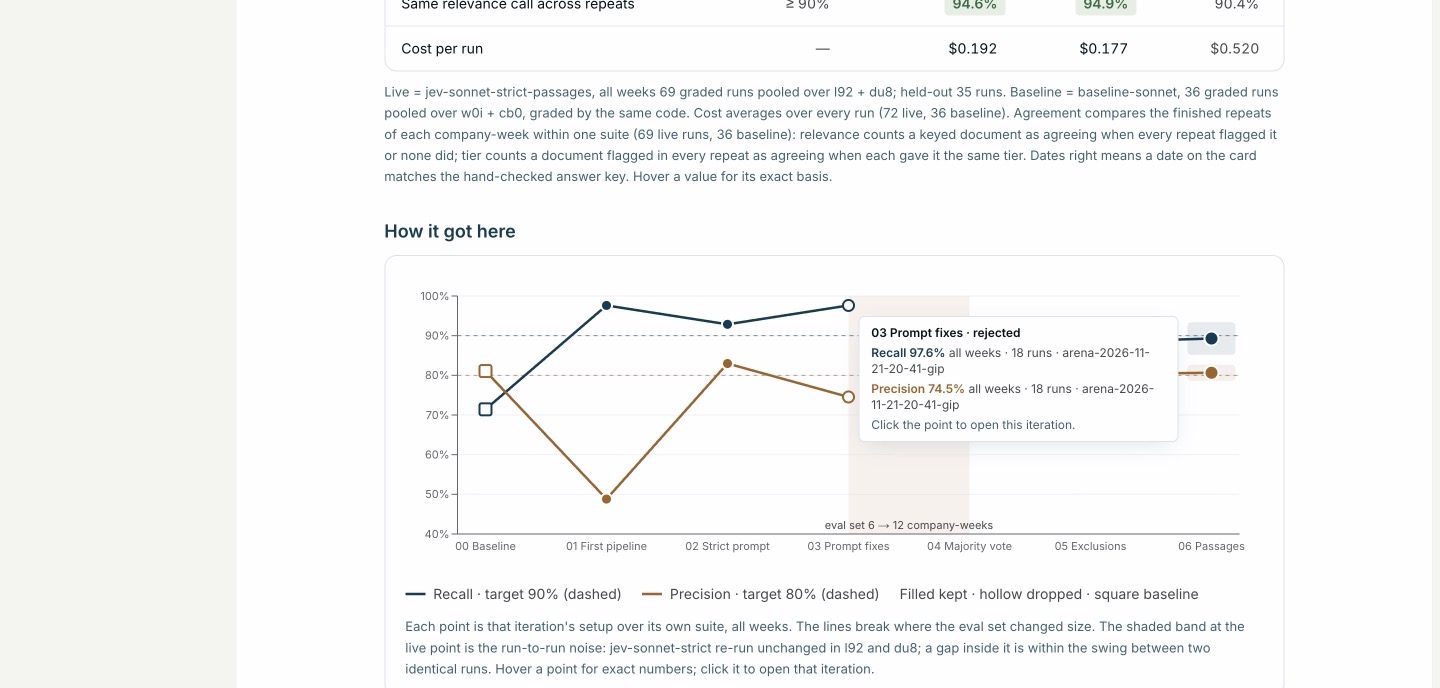 Same relevance call across repeats ≥ 90% 94.6% 94.9% 90.4%
Cost per run — $0.192 $0.177 $0.520
Live = jev-sonnet-strict-passages, all weeks 69 graded runs pooled over l92 + du8; held-out 35 runs. Baseline = baseline-sonnet, 36 graded runs
pooled over w0i + cb0, graded by the same code. Cost averages over every run (72 live, 36 baseline). Agreement compares the finished repeats
of each company-week within one suite (69 live runs, 36 baseline): relevance counts a keyed document as agreeing when every repeat flagged it
or none did; tier counts a document flagged in every repeat as agreeing when each gave it the same tier. Dates right means a date on the card
matches the hand-checked answer key. Hover a value for its exact basis.
How it got here
100%
90%
80%
70%
60%
50%
40%
03 Prompt fixes · rejected
Recall 97.6% all weeks · 18 runs · arena-2026-11-
21-20-41-gip
Precision 74.5% all weeks · 18 runs · arena-2026-
11-21-20-41-gip
Click the point to open this iteration.
eval set 6 → 12 company-weeks
00 Baseline 01 First pipeline 02 Strict prompt 03 Prompt fixes 04 Majority vote 05 Exclusions 06 Passages
Recall · target 90% (dashed) Precision · target 80% (dashed) Filled kept · hollow dropped · square baseline
Each point is that iteration's setup over its own suite, all weeks. The lines break where the eval set changed size. The shaded band at the
live point is the run-to-run noise: jev-sonnet-strict re-run unchanged in l92 and du8; a gap inside it is within the swing between two
identical runs. Hover a point for exact numbers; click it to open that iteration.